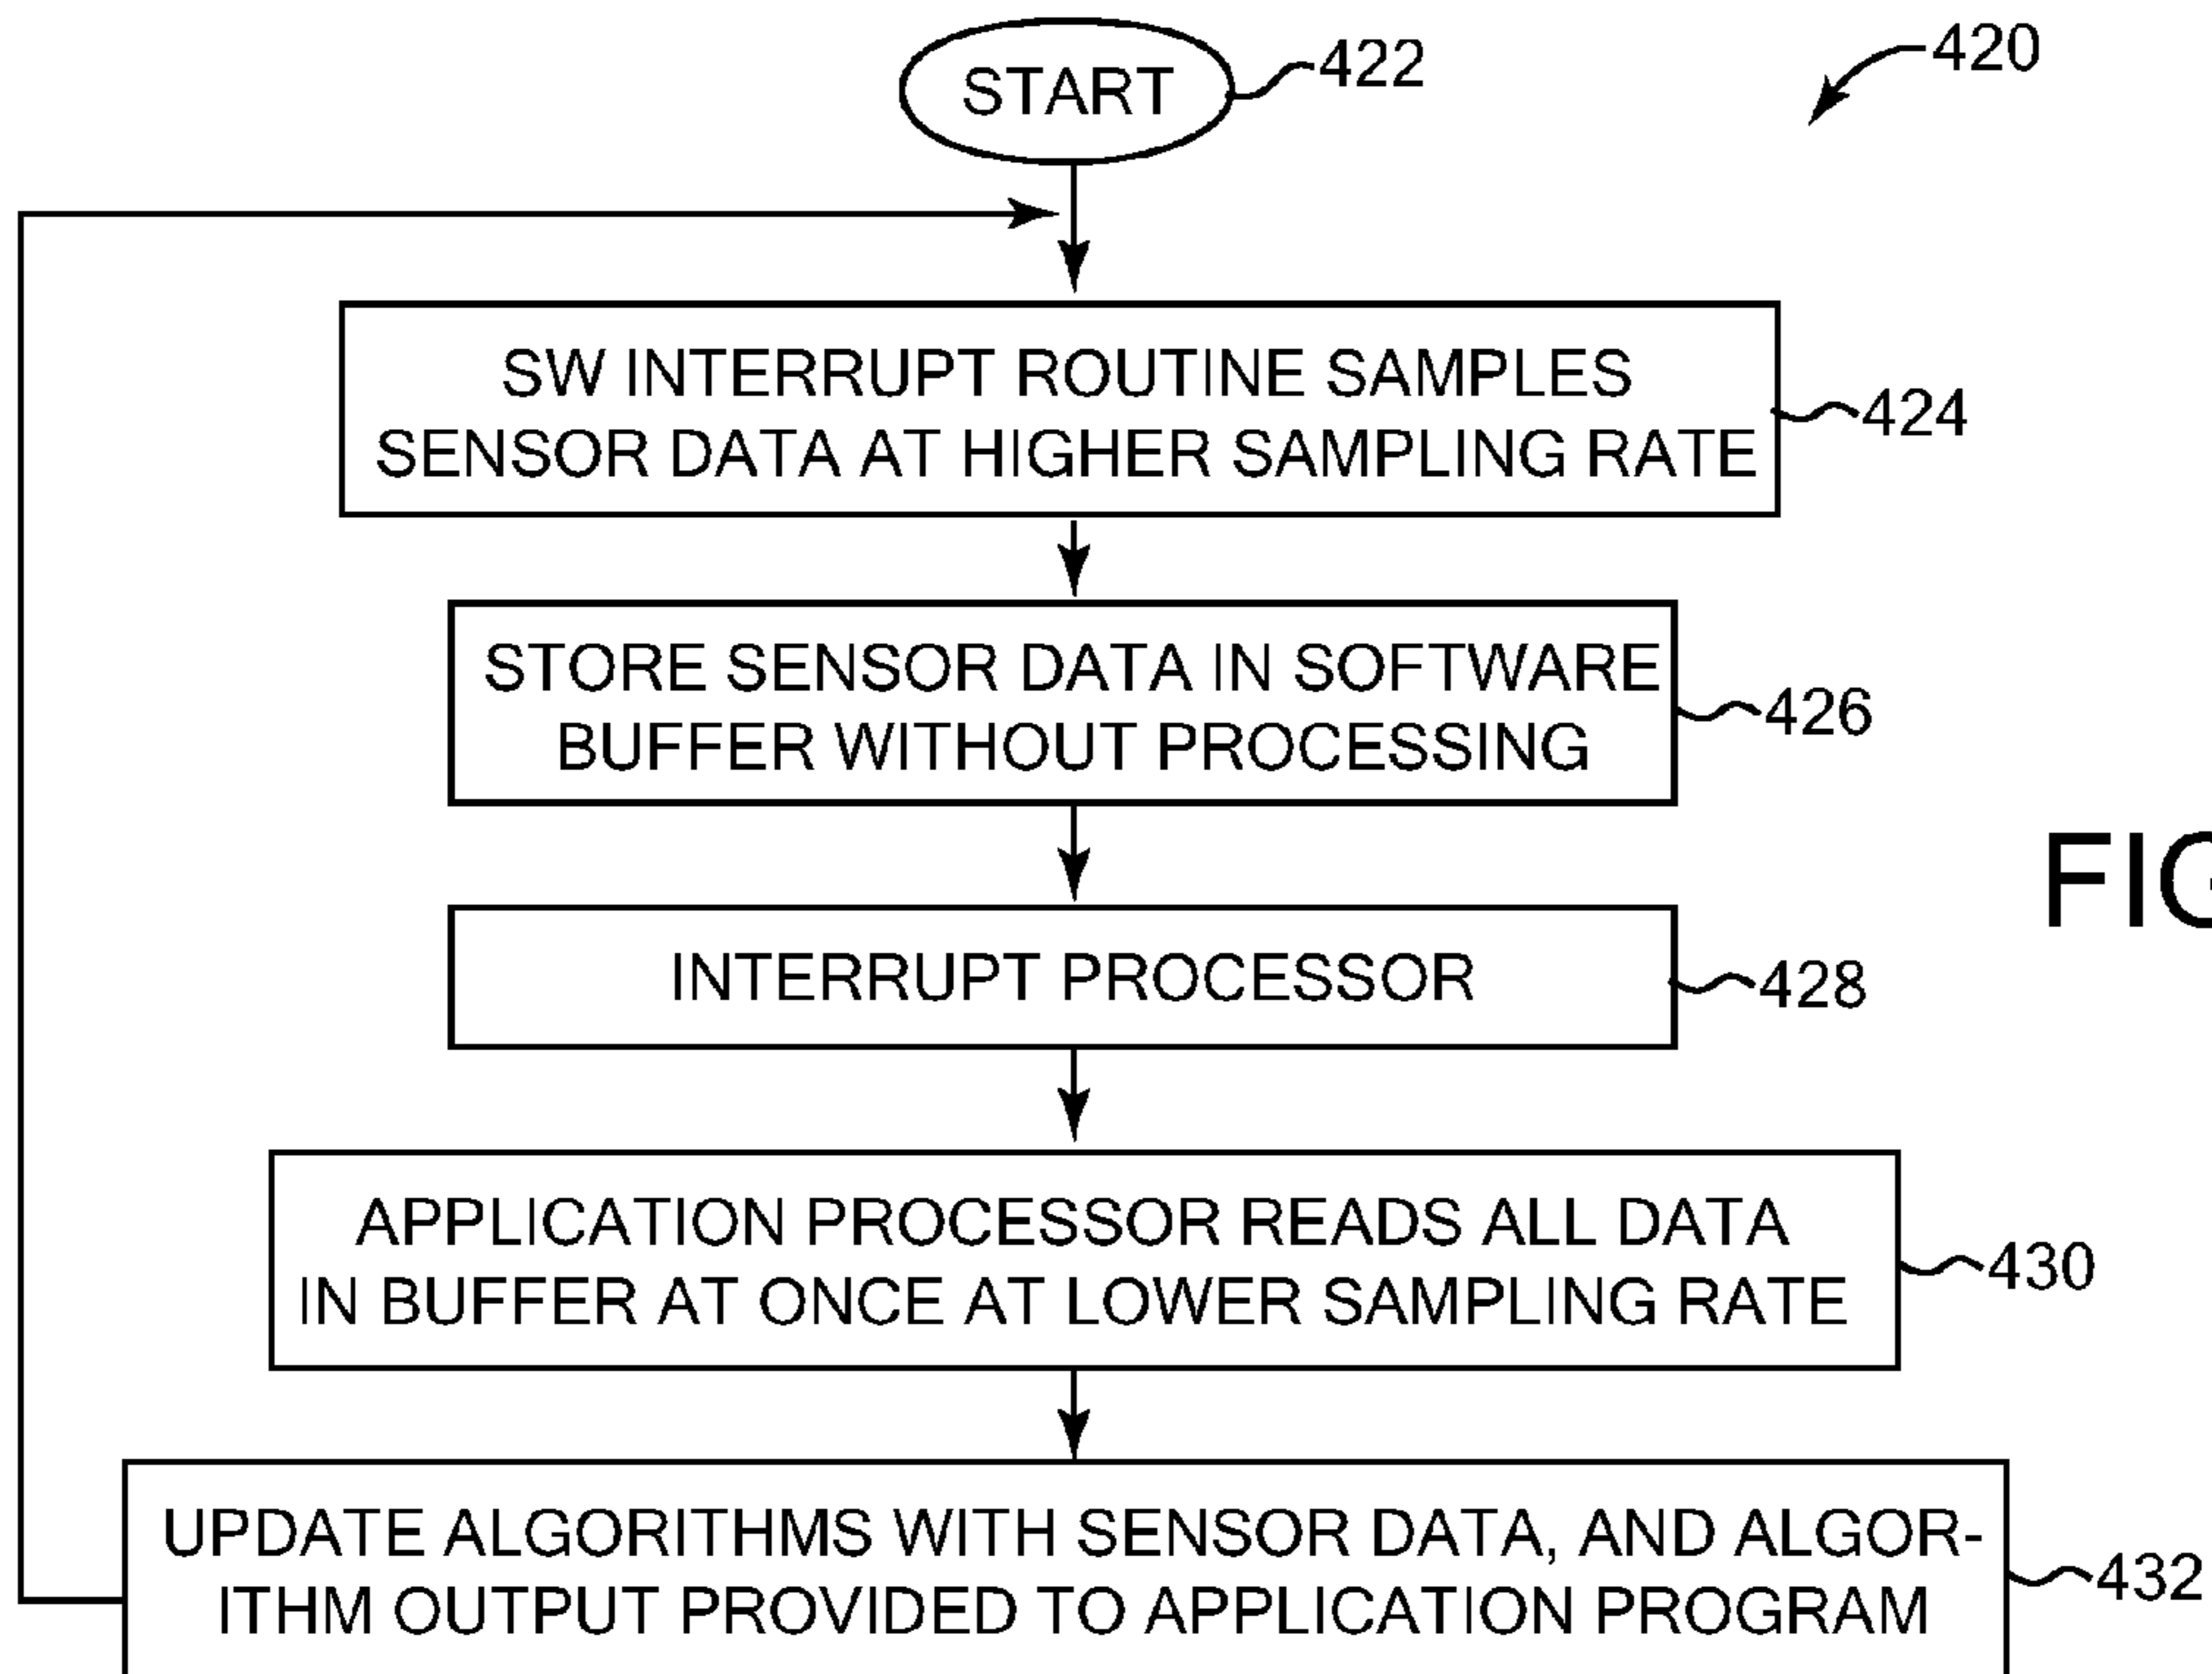 START
422
420
SW INTERRUPT ROUTINE SAMPLES
SENSOR DATA AT HIGHER SAMPLING RATE
424
STORE SENSOR DATA IN SOFTWARE
BUFFER WITHOUT PROCESSING
426
INTERRUPT PROCESSOR
428
APPLICATION PROCESSOR READS ALL DATA
IN BUFFER AT ONCE AT LOWER SAMPLING RATE
430
UPDATE ALGORITHMS WITH SENSOR DATA, AND ALGOR-
ITHM OUTPUT PROVIDED TO APPLICATION PROGRAM
432